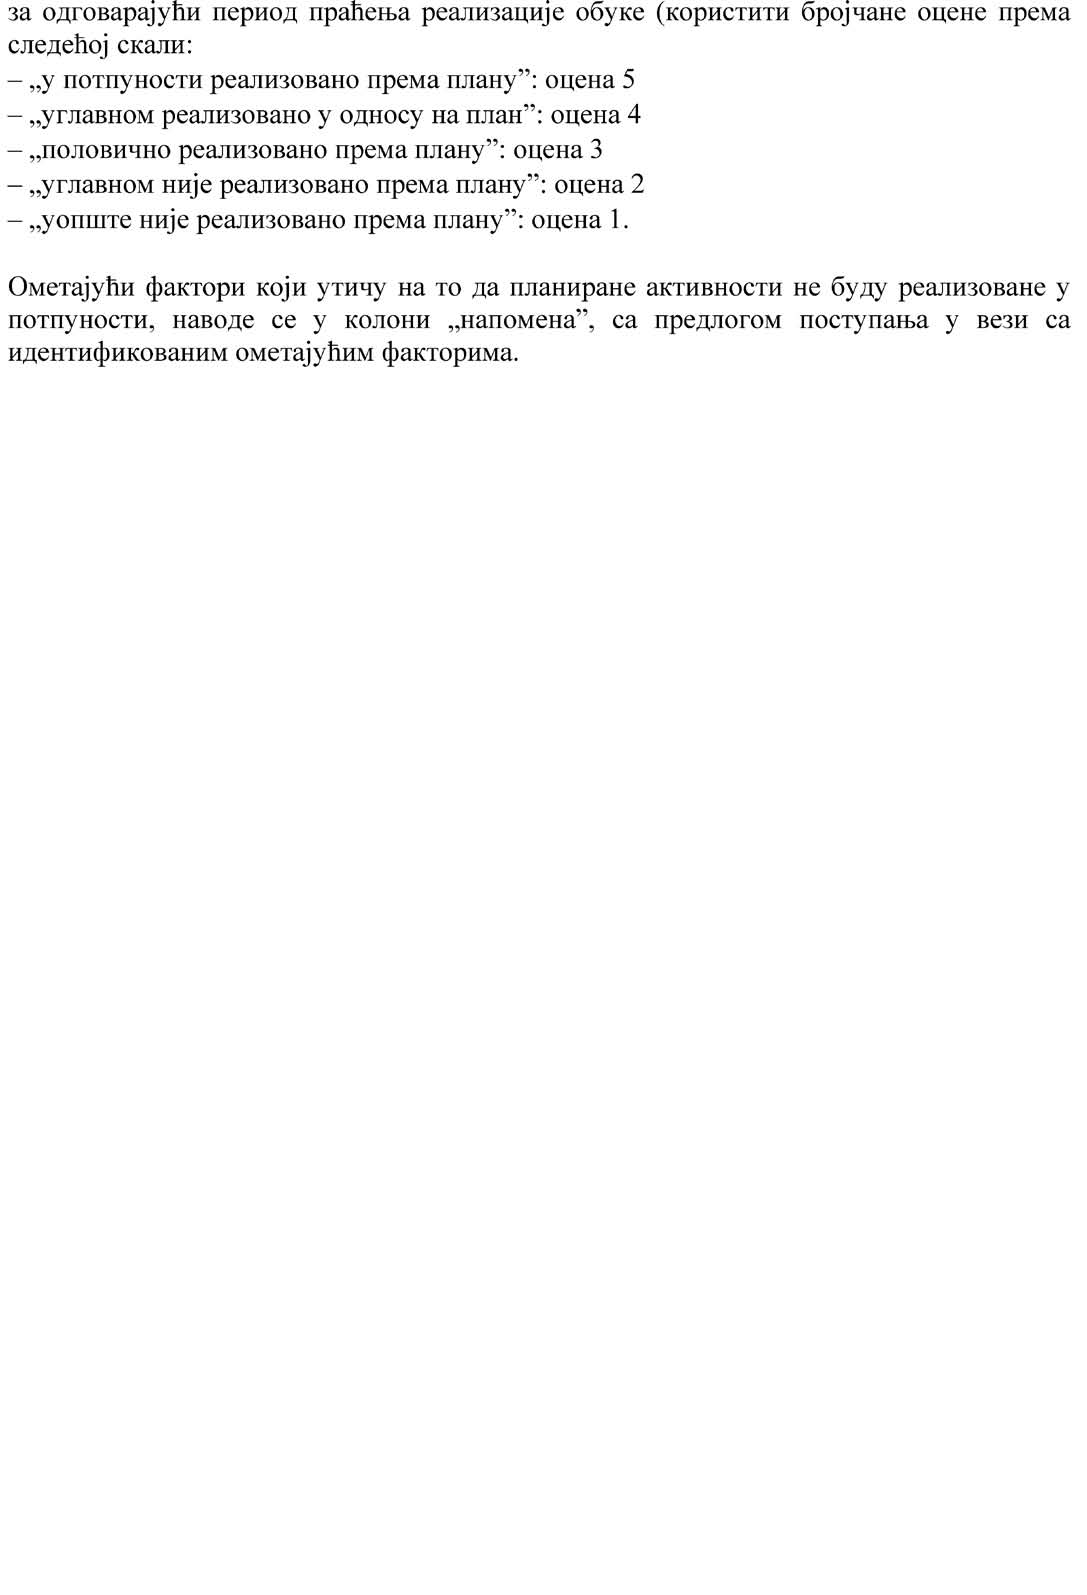 за одговарајући период праћења реализације обуке (користити бројчане оцене према
следећој скали:
– „у потпуности реализовано према плану”: оцена 5
– „углавном реализовано у односу на план”: оцена 4
– „половично реализовано према плану”: оцена 3
– „углавном није реализовано према плану”: оцена 2
– „уопште није реализовано према плану”: оцена 1.
Ометајући фактори који утичу на то да планиране активности не буду реализоване у
потпуности, наводе се у колони „напомена”, са предлогом поступања у вези са
идентификованим ометајућим факторима.